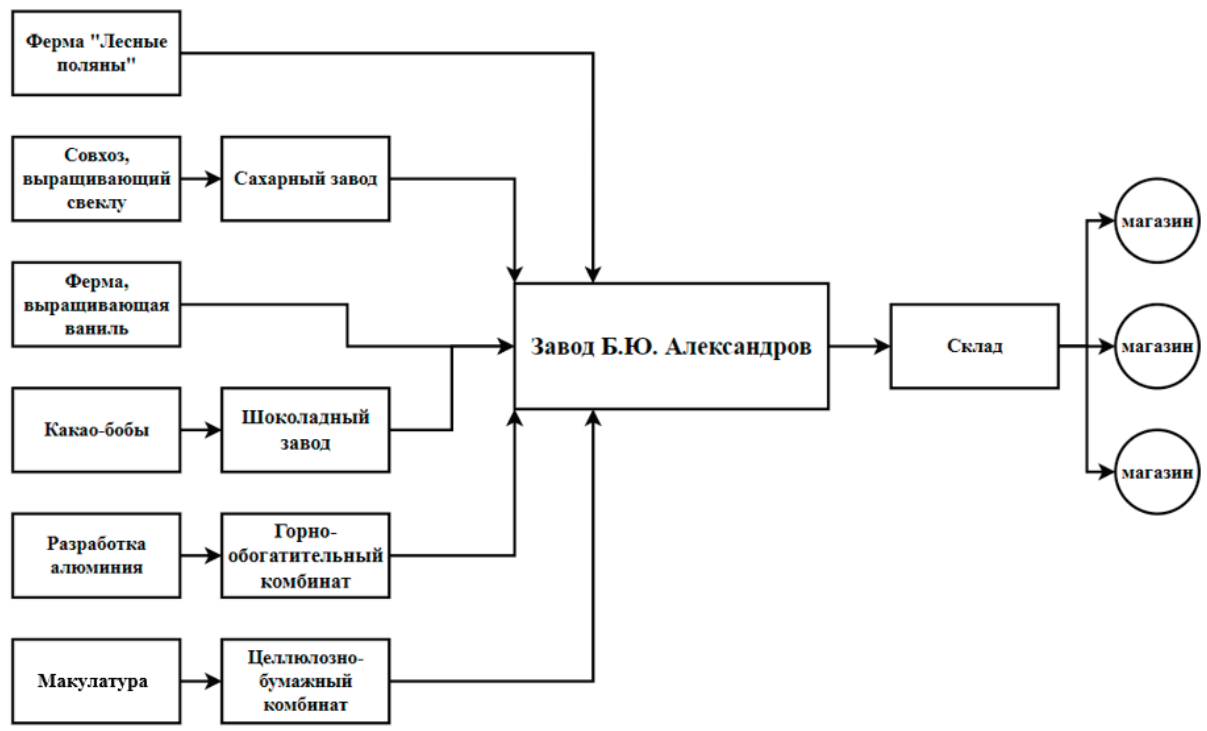 Ферма "Лесные
поляны"
Совхоз,
выращивающий
свеклу
Сахарный завод
Ферма,
выращивающая
ваниль
Какао-бобы
Шоколадный
завод
Разработка
алюминия
Горно-
обогатительный
комбинат
Макулатура
Целлюлозно-
бумажный
комбинат
Завод Б.Ю. Александров
Склад
магазин
магазин
магазин